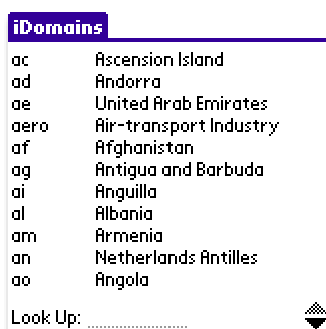 iDomains
ac Ascension Island
ad Andorra
ae United Arab Emirates
aero Air-transport Industry
af Afghanistan
ag Antigua and Barbuda
ai Anguilla
al Albania
am Armenia
an Netherlands Antilles
ao Angola
Look Up: